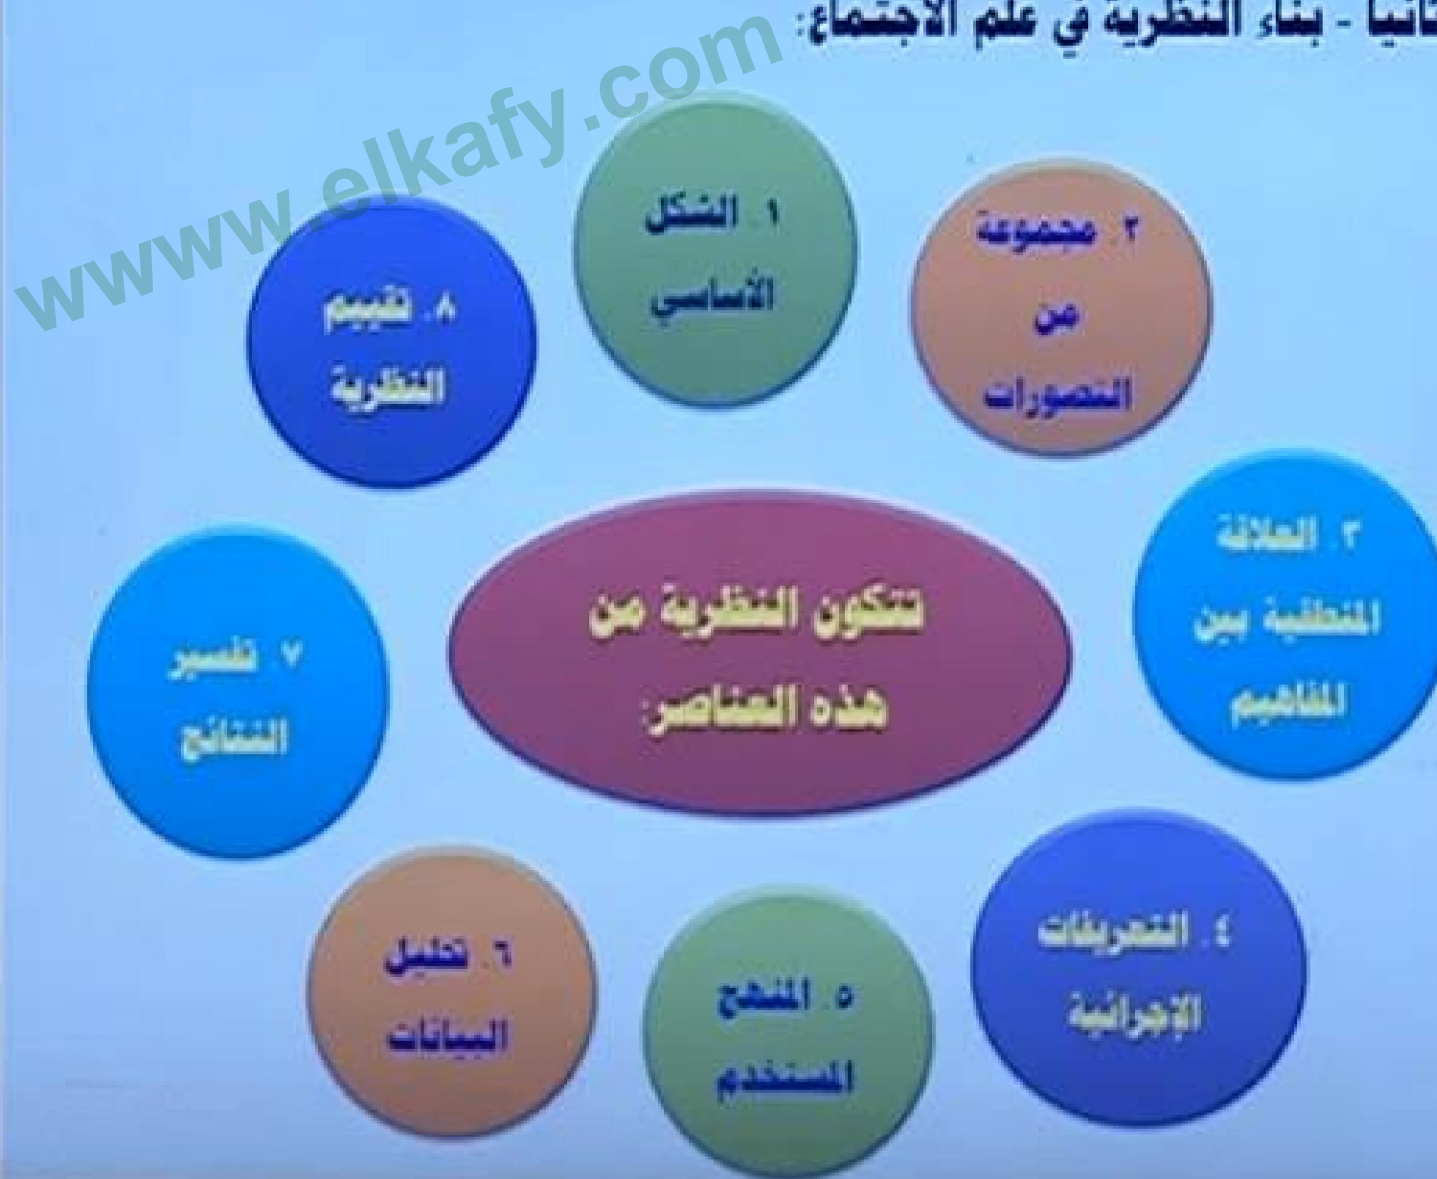 ثانيا - بناء النظرية في علم الاجتماع:
www.elkafy.com
تتكون النظرية من
هذه العناصر:
١. الشكل
الأساسي
٢. مجموعة
من
التصورات
٣. العلاقة
المنطقية بين
المفاهيم
٤. التعريفات
الإجرائية
٥. المنهج
المستخدم
٦. تحليل
البيانات
٧. تفسير
النتائج
٨. تقييم
النظرية